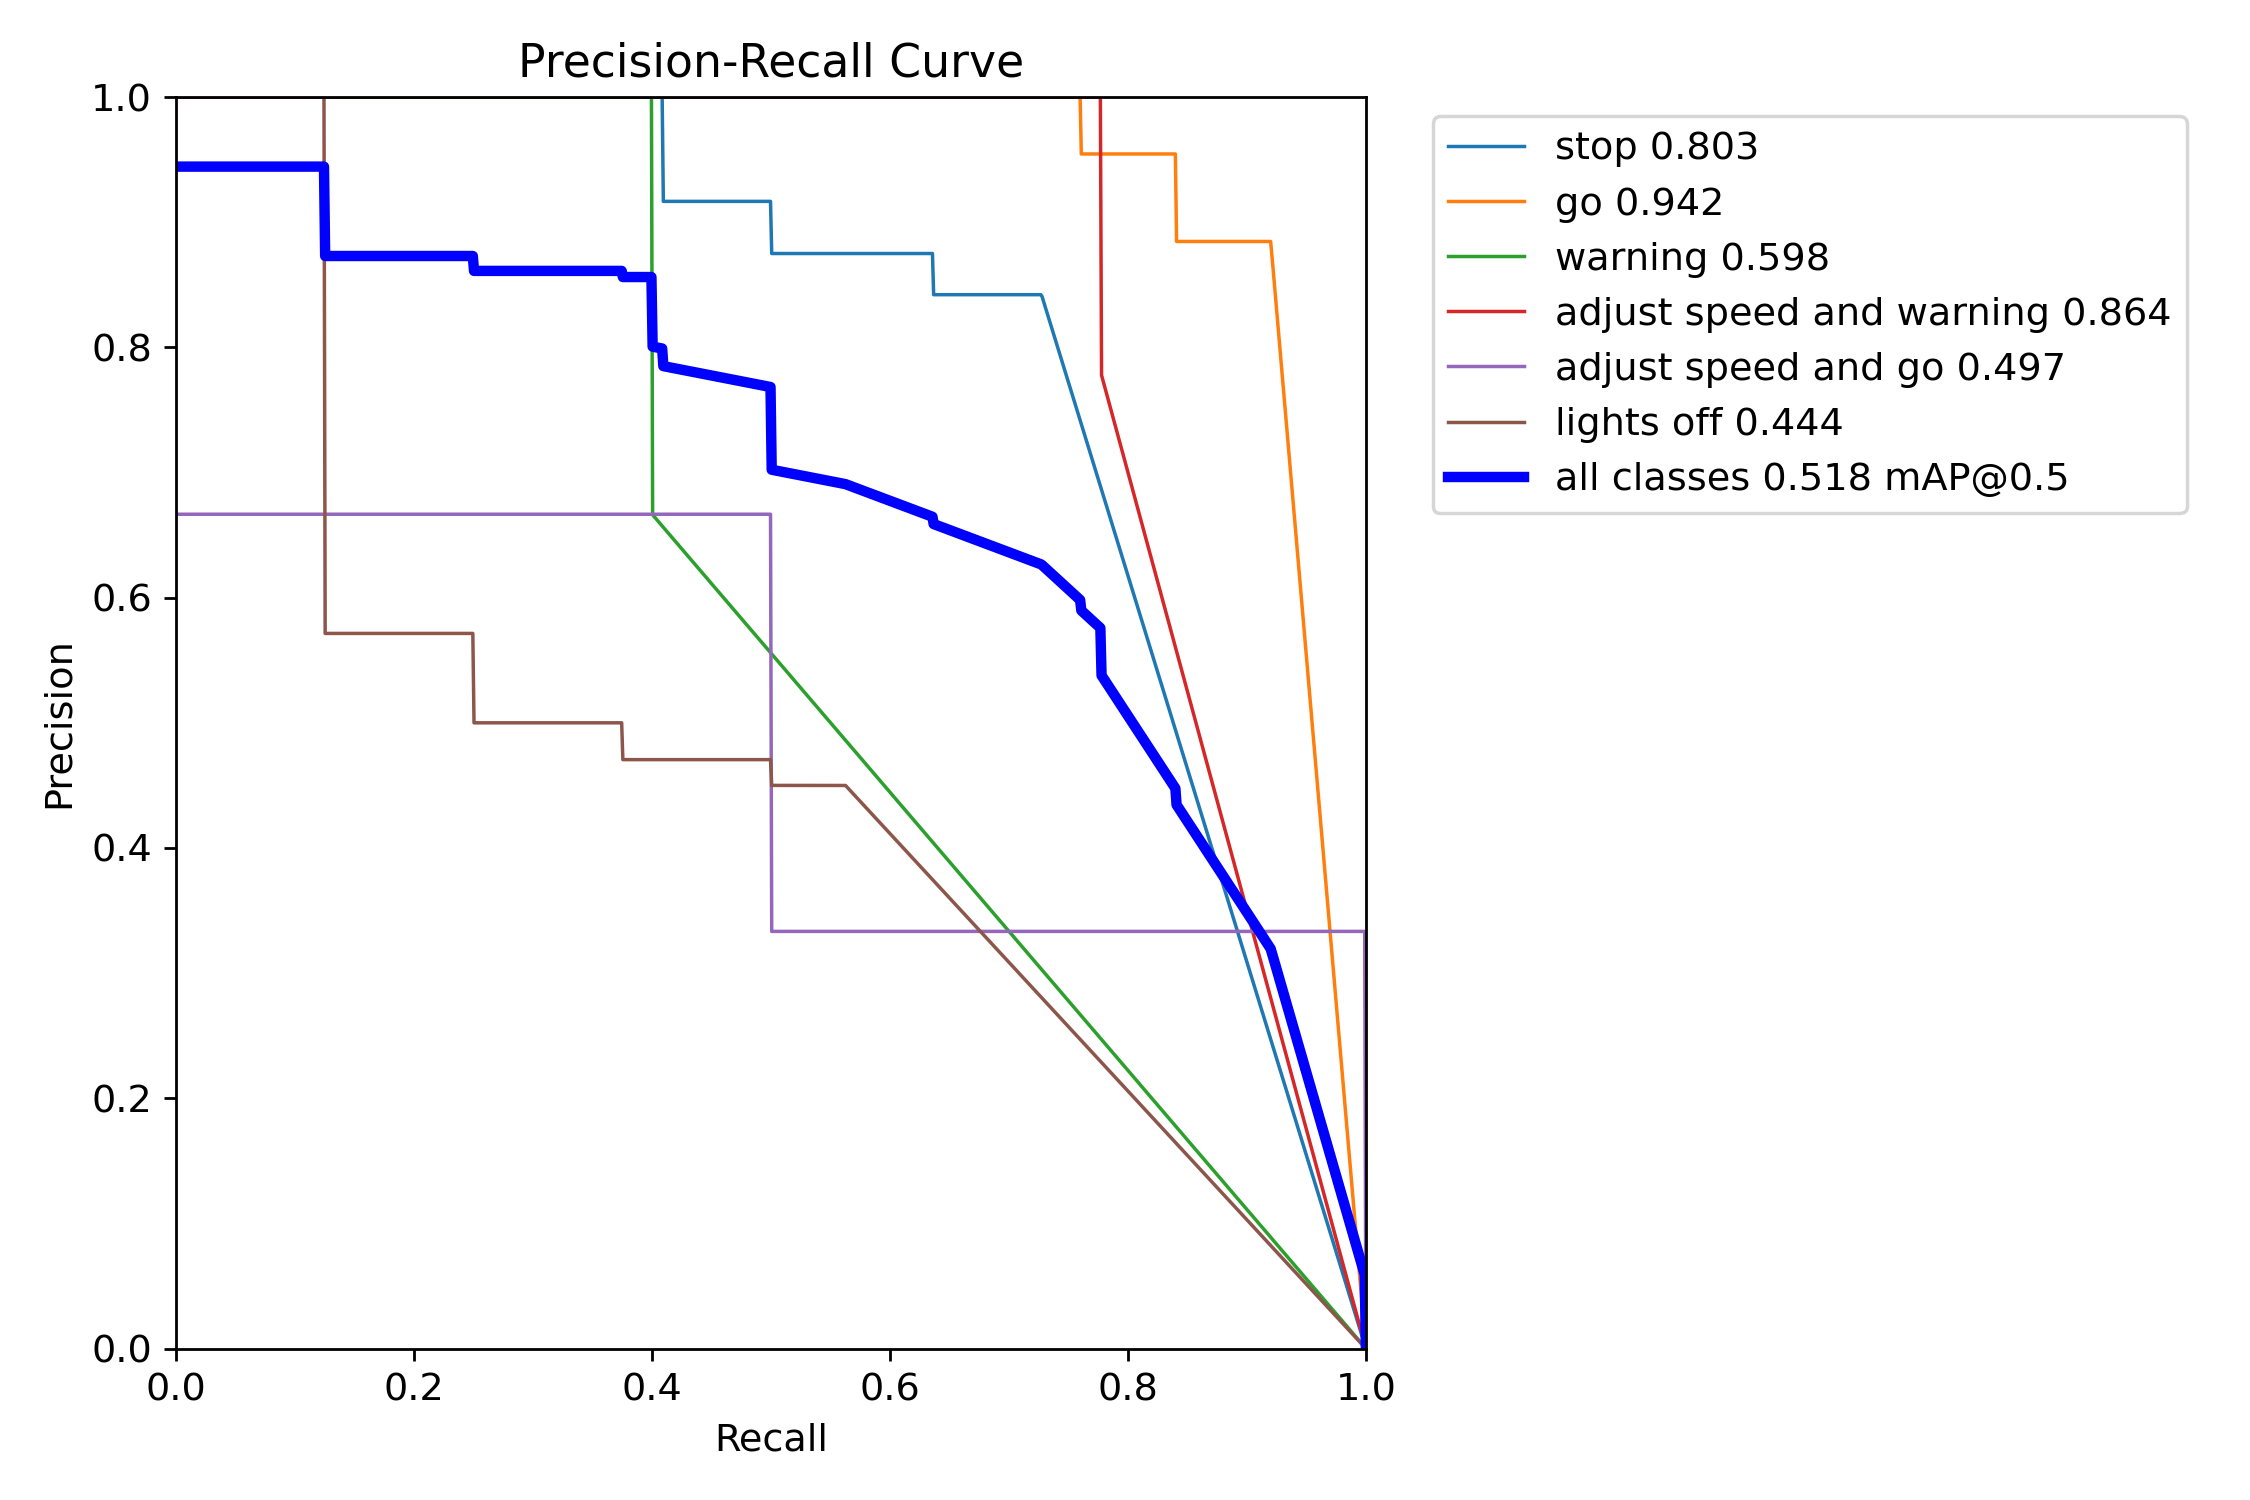 Precision-Recall Curve
1.0
0.8
0.6
0.4
0.2
0.0
Precision
0.0 0.2 0.4 0.6 0.8 1.0
Recall
stop 0.803
go 0.942
warning 0.598
adjust speed and warning 0.864
adjust speed and go 0.497
lights off 0.444
all classes 0.518 mAP@0.5